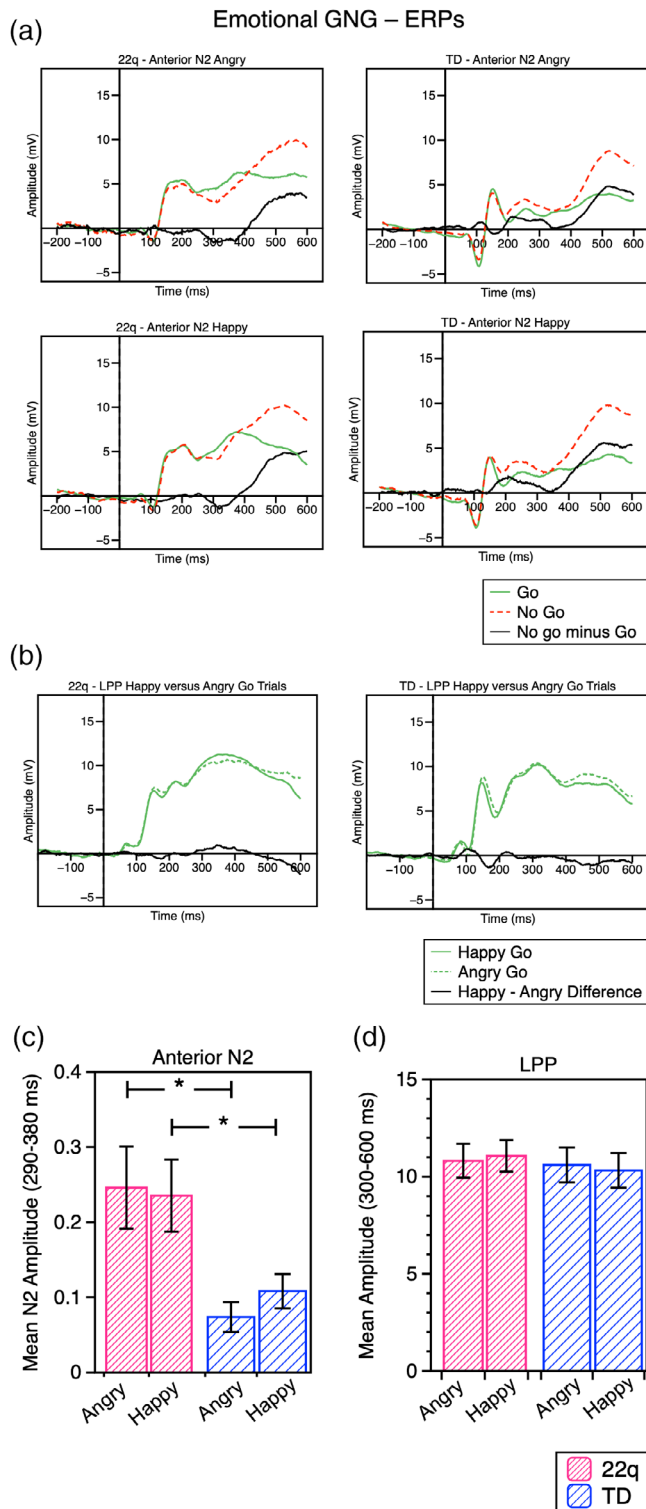 Emotional GNG – ERPs
(a)
22q - Anterior N2 Angry
15
10
5
−5
−200 −100 100 200 300 400 500 600
Amplitude (mV)
Time (ms)
TD - Anterior N2 Angry
15
10
5
−5
−200 −100 100 200 300 400 500 600
Amplitude (mV)
Time (ms)
22q - Anterior N2 Happy
15
10
5
−5
−200 −100 100 200 300 400 500 600
Amplitude (mV)
Time (ms)
TD - Anterior N2 Happy
15
10
5
−5
−200 −100 100 200 300 400 500 600
Amplitude (mV)
Time (ms)
Go
No Go
No go minus Go
(b)
22q - LPP Happy versus Angry Go Trials
15
10
5
−5
−100 100 200 300 400 500 600
Amplitude (mV)
Time (ms)
TD - LPP Happy versus Angry Go Trials
15
10
5
−5
−100 100 200 300 400 500 600
Amplitude (mV)
Time (ms)
Happy Go
Angry Go
Happy - Angry Difference
(c)
Anterior N2
0.4
0.3
0.2
0.1
0
Mean N2 Amplitude (290-380 ms)
*
*
Angry Happy Angry Happy
(d)
LPP
15
10
5
0
Mean Amplitude (300-600 ms)
Angry Happy Angry Happy
22q
TD